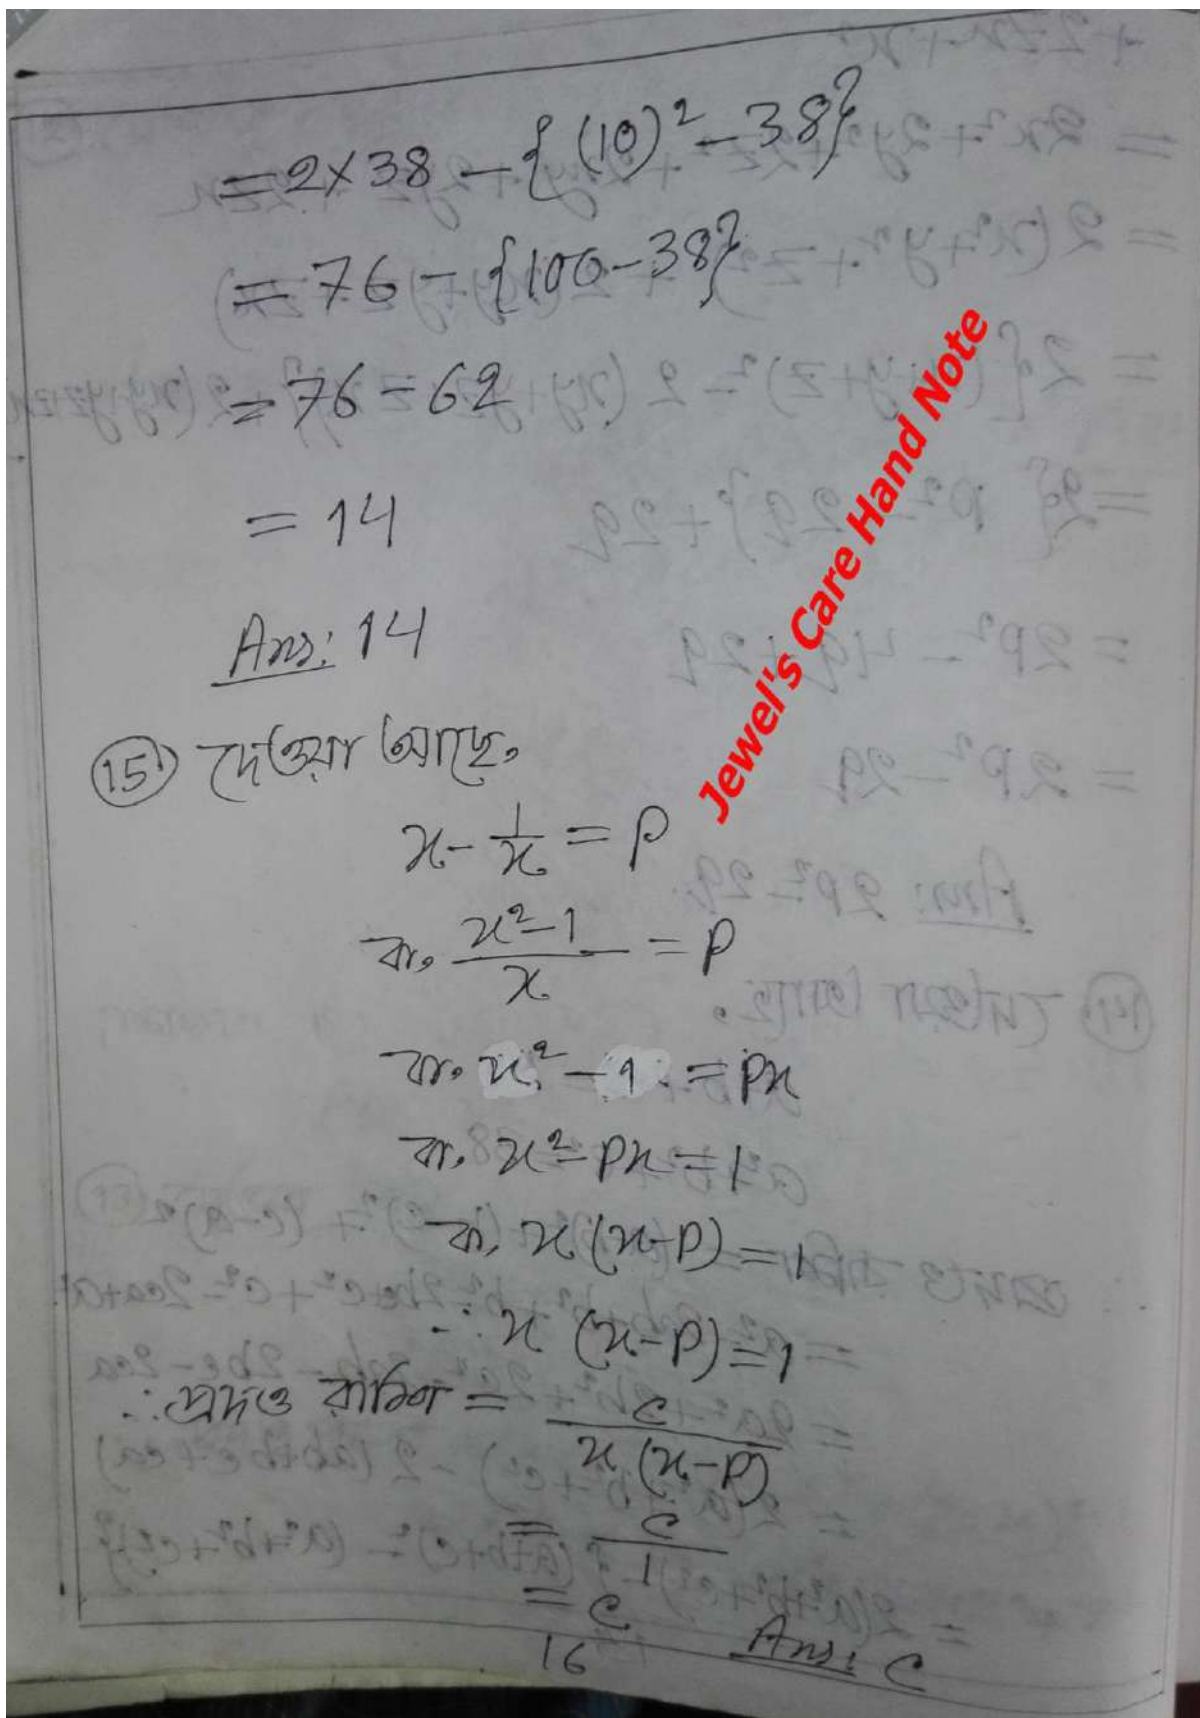 = 2×38 - {(10)² - 38}
= 76 - {100-38}
= 76 = 62
= 14
Ans: 14
15) দেওয়া আছে,
x - 1/x = P
বা, (x²-1)/x = P
বা, x² - 1 = Px
বা, x² - Px = 1
বা, x(x-P) = 1
∴ x(x-P) = 1
∴ প্রদত্ত রাশি = c/(x(x-P))
= c/1
= c
Ans: c
16
Jewel's Care Hand Note